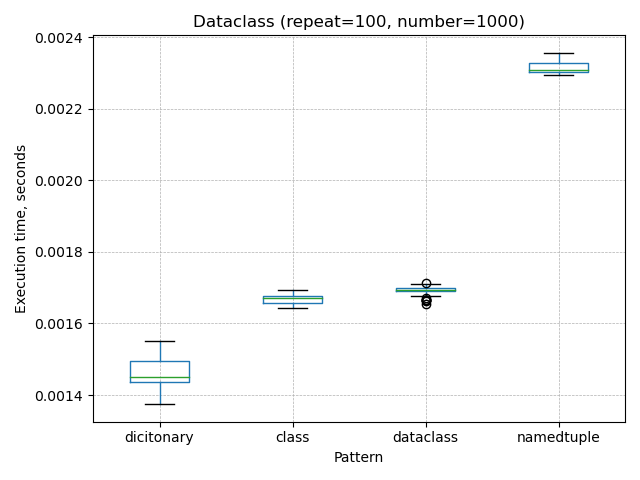 Dataclass (repeat=100, number=1000)
0.0024
0.0022
0.0020
0.0018
0.0016
0.0014
Execution time, seconds
dicitonary class dataclass namedtuple
Pattern